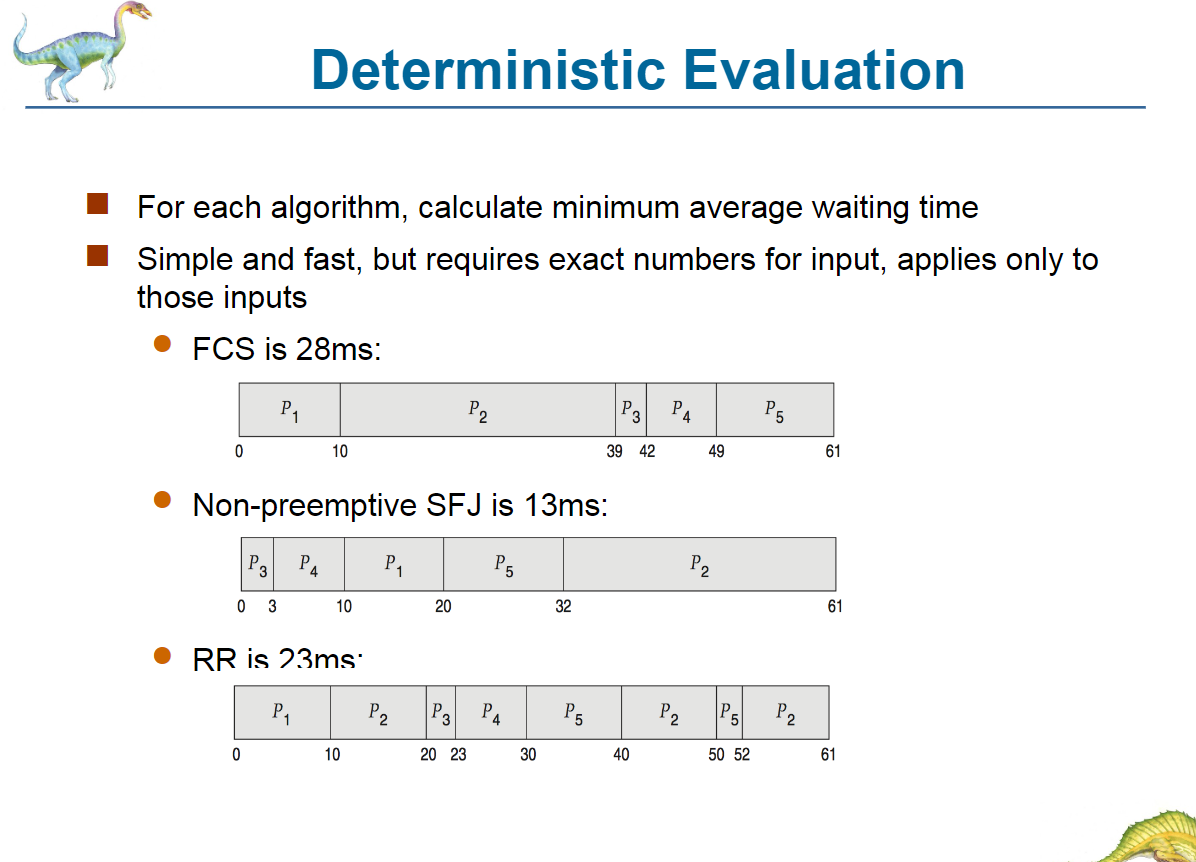 Deterministic Evaluation
For each algorithm, calculate minimum average waiting time
Simple and fast, but requires exact numbers for input, applies only to
those inputs
FCS is 28ms:
P1 P2 P3 P4 P5
0 10 39 42 49 61
Non-preemptive SFJ is 13ms:
P3 P4 P1 P5 P2
0 3 10 20 32 61
RR is 23ms:
P1 P2 P3 P4 P5 P2 P5 P2
0 10 20 23 30 40 50 52 61